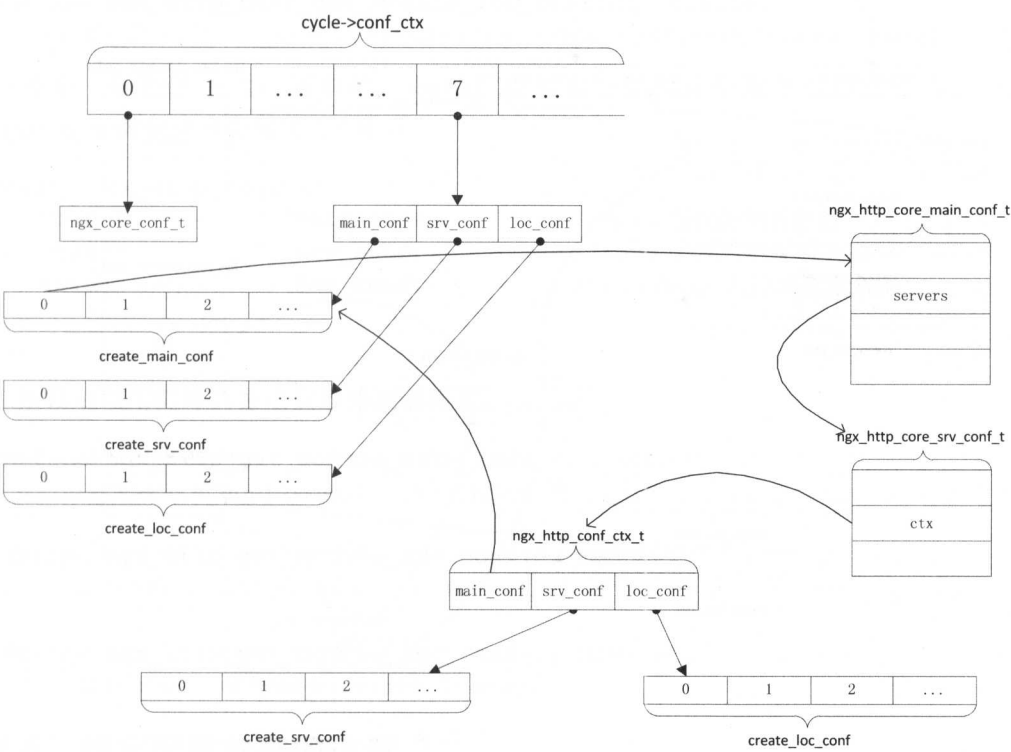 cycle->conf_ctx
0 1 ... ... 7 ...
ngx_core_conf_t
main_conf srv_conf loc_conf
ngx_http_core_main_conf_t
servers
0 1 2 ...
create_main_conf
0 1 2 ...
create_srv_conf
0 1 2 ...
create_loc_conf
ngx_http_core_srv_conf_t
ctx
ngx_http_conf_ctx_t
main_conf srv_conf loc_conf
0 1 2 ...
create_srv_conf
0 1 2 ...
create_loc_conf